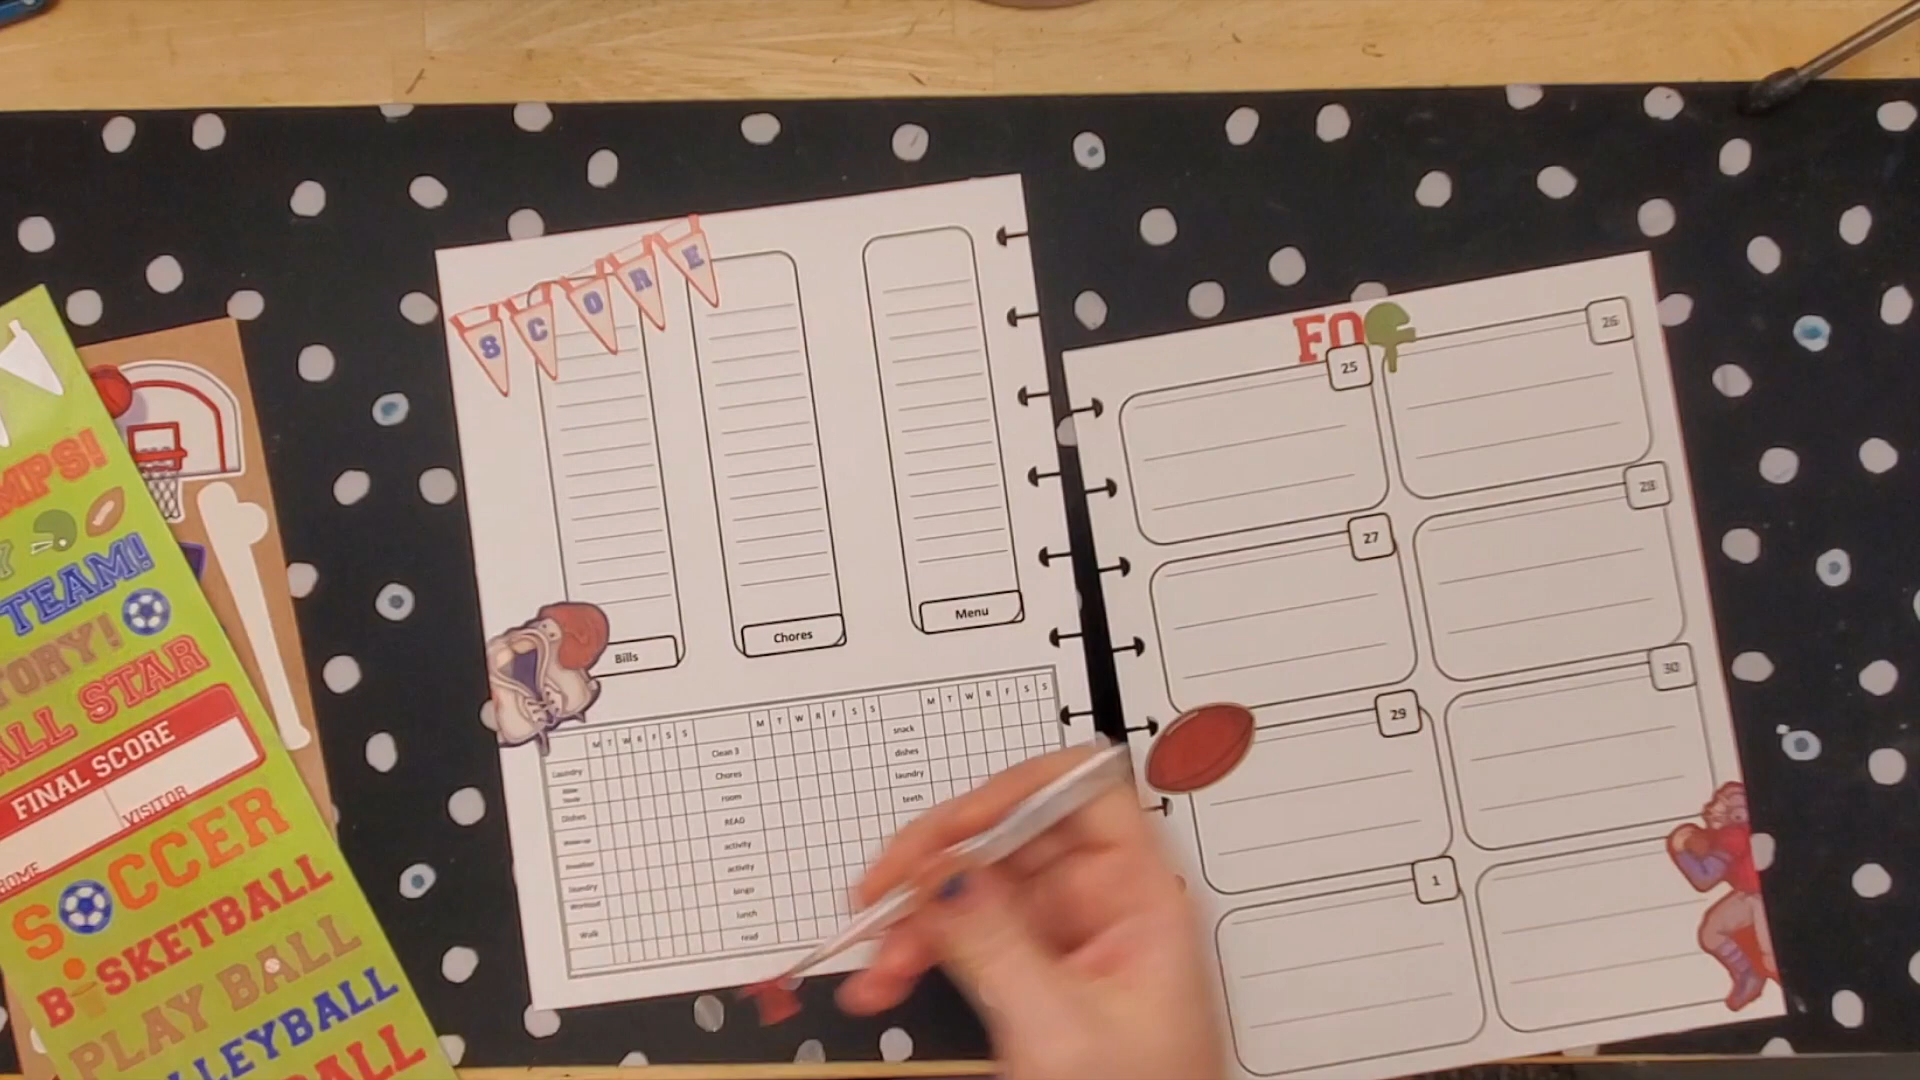 SCORE
Bills
Chores
Menu
M T W R F S S
M T W R F S S
M T W R F S S
Laundry
Dishes
laundry
Workout
Walk
Clean 3
Chores
room
READ
activity
activity
bingo
lunch
read
snack
dishes
laundry
teeth
FO
25
26
27
28
29
30
1
TEAM!
ALL STAR
FINAL SCORE
VISITOR
HOME
SOCCER
BASKETBALL
PLAY BALL